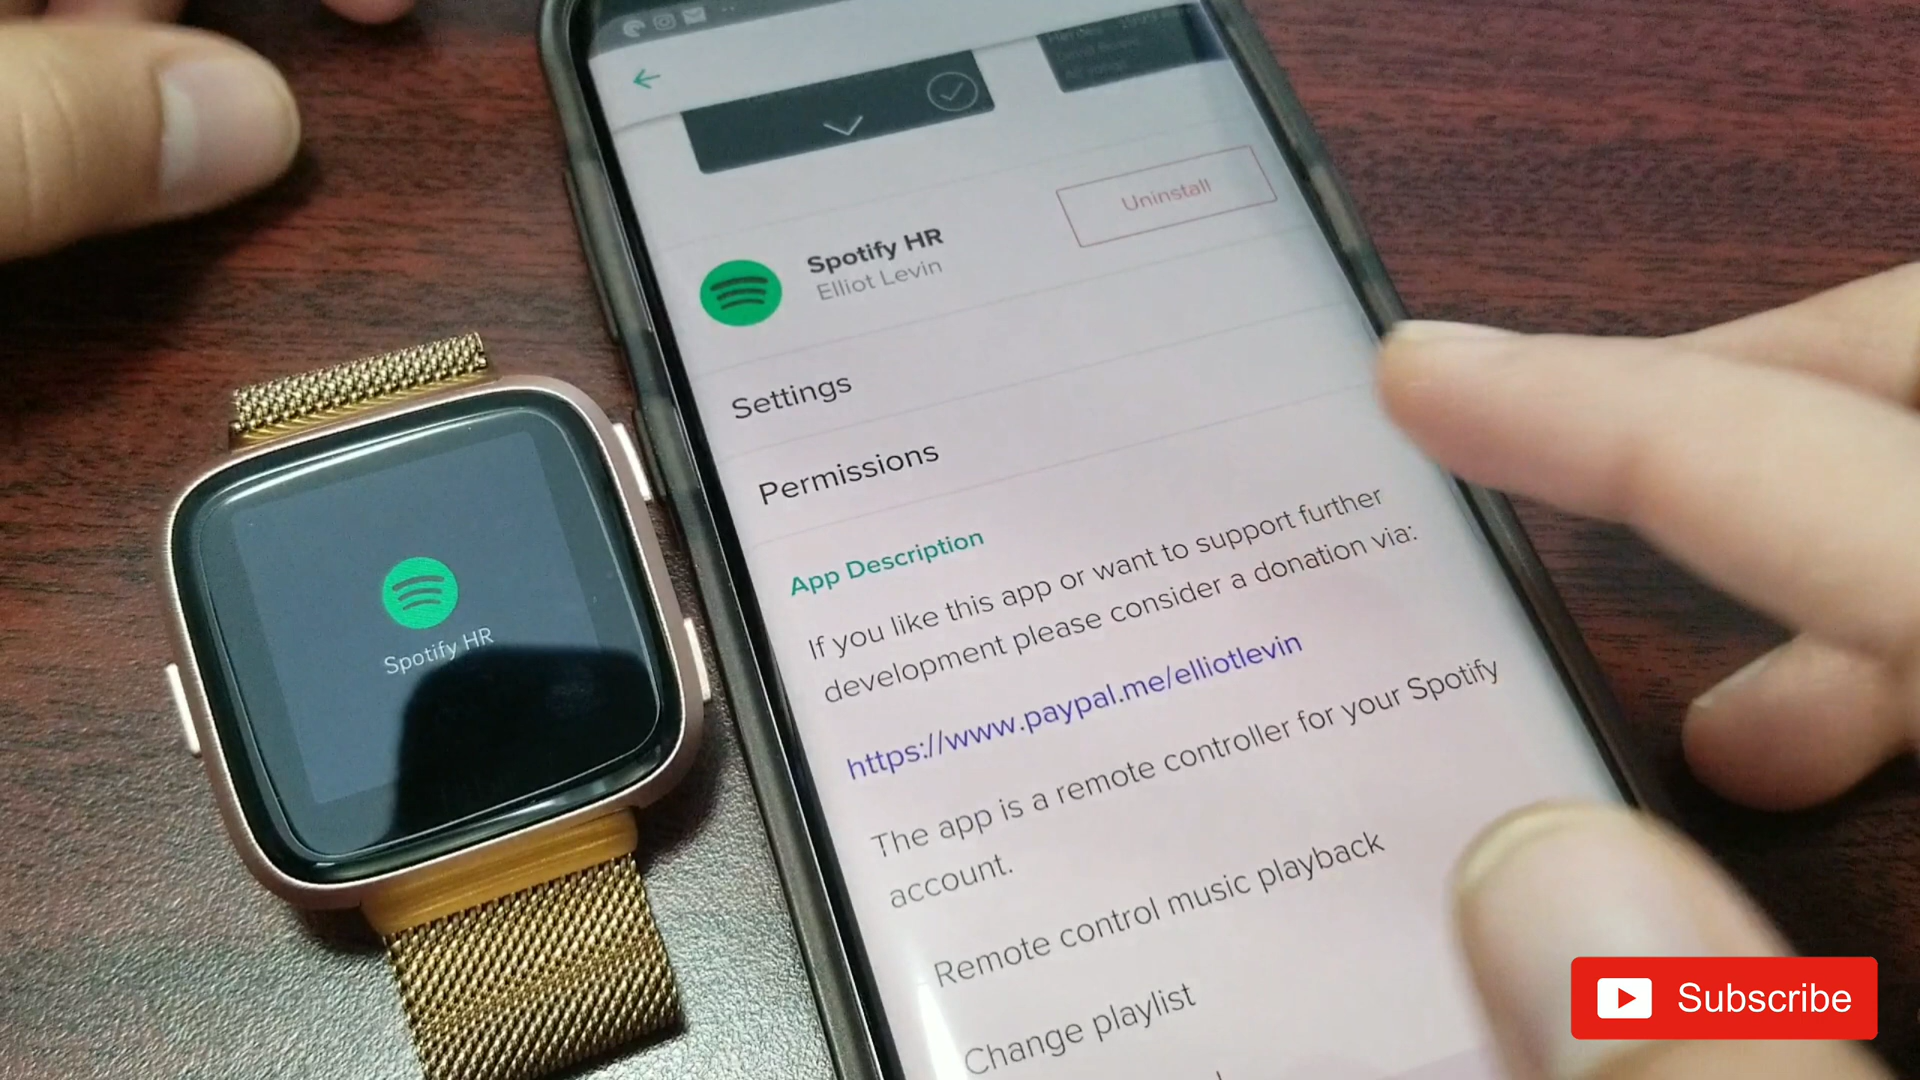 Uninstall
Spotify HR
Elliot Levin
Settings
Permissions
App Description
If you like this app or want to support further
development please consider a donation via:
https://www.paypal.me/elliotlevin
The app is a remote controller for your Spotify
account.
Remote control music playback
Change playlist
Spotify HR
Subscribe